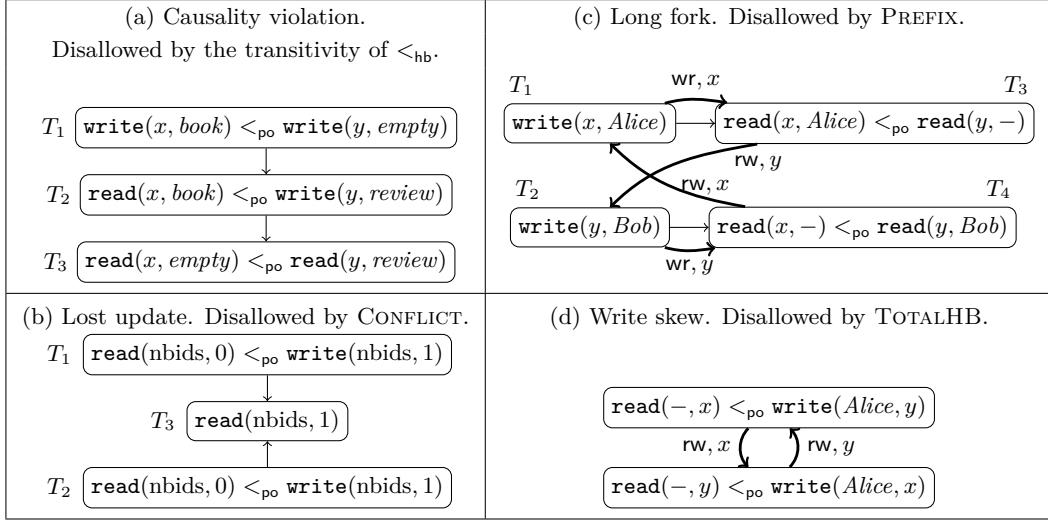 (a) Causality violation.
Disallowed by the transitivity of <hb.
T1 write(x, book) <po write(y, empty)
T2 read(x, book) <po write(y, review)
T3 read(x, empty) <po read(y, review)
(c) Long fork. Disallowed by PREFIX.
wr, x
T1 T3
write(x, Alice) read(x, Alice) <po read(y, −)
rw, y
rw, x
T2 T4
write(y, Bob) read(x, −) <po read(y, Bob)
wr, y
(b) Lost update. Disallowed by CONFLICT.
T1 read(nbids, 0) <po write(nbids, 1)
T3 read(nbids, 1)
T2 read(nbids, 0) <po write(nbids, 1)
(d) Write skew. Disallowed by TOTALHB.
read(−, x) <po write(Alice, y)
rw, x rw, y
read(−, y) <po write(Alice, x)